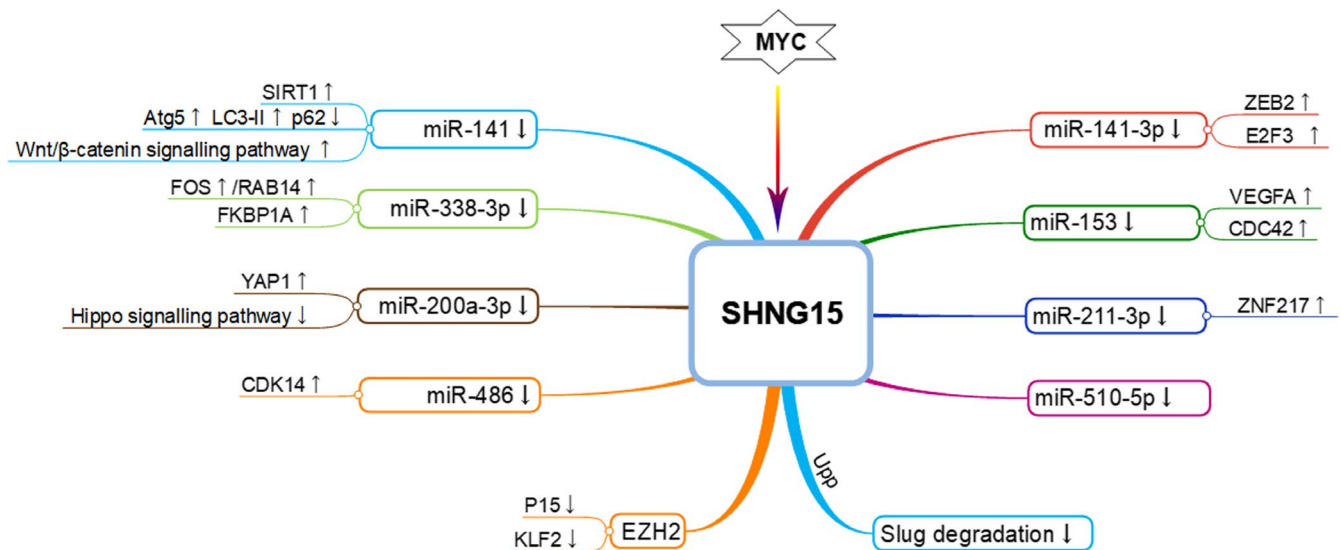 MYC
SIRT1 ↑
Atg5 ↑ LC3-II ↑ p62 ↓
Wnt/β-catenin signalling pathway ↑
miR-141 ↓
FOS ↑ /RAB14 ↑
FKBP1A ↑
miR-338-3p ↓
YAP1 ↑
Hippo signalling pathway ↓
miR-200a-3p ↓
CDK14 ↑
miR-486 ↓
P15 ↓
KLF2 ↓
EZH2
SHNG15
miR-141-3p ↓
ZEB2 ↑
E2F3 ↑
miR-153 ↓
VEGFA ↑
CDC42 ↑
miR-211-3p ↓
ZNF217 ↑
miR-510-5p ↓
Upp
Slug degradation ↓